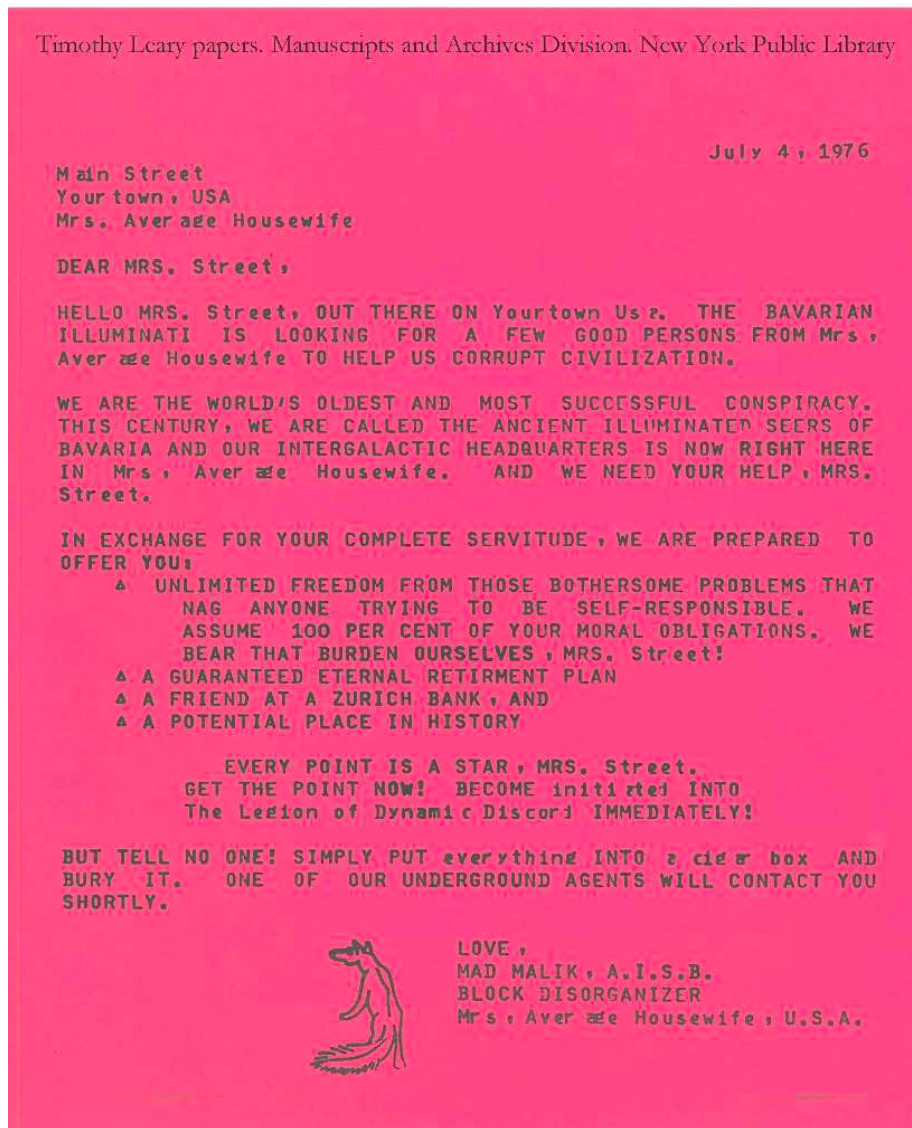 Timothy Leary papers. Manuscripts and Archives Division. New York Public Library
July 4, 1976
Main Street
Yourtown, USA
Mrs. Average Housewife
DEAR MRS. Street,
HELLO MRS. Street, OUT THERE ON Yourtown Usa. THE BAVARIAN
ILLUMINATI IS LOOKING FOR A FEW GOOD PERSONS FROM Mrs,
Average Housewife TO HELP US CORRUPT CIVILIZATION.
WE ARE THE WORLD'S OLDEST AND MOST SUCCESSFUL CONSPIRACY.
THIS CENTURY, WE ARE CALLED THE ANCIENT ILLUMINATED SEERS OF
BAVARIA AND OUR INTERGALACTIC HEADQUARTERS IS NOW RIGHT HERE
IN Mrs, Average Housewife. AND WE NEED YOUR HELP, MRS.
Street.
IN EXCHANGE FOR YOUR COMPLETE SERVITUDE, WE ARE PREPARED TO
OFFER YOU:
∆ UNLIMITED FREEDOM FROM THOSE BOTHERSOME PROBLEMS THAT
NAG ANYONE TRYING TO BE SELF-RESPONSIBLE. WE
ASSUME 100 PER CENT OF YOUR MORAL OBLIGATIONS. WE
BEAR THAT BURDEN OURSELVES, MRS. Street!
∆ A GUARANTEED ETERNAL RETIRMENT PLAN
∆ A FRIEND AT A ZURICH BANK, AND
∆ A POTENTIAL PLACE IN HISTORY
EVERY POINT IS A STAR, MRS. Street.
GET THE POINT NOW! BECOME initiated INTO
The Legion of Dynamic Discord IMMEDIATELY!
BUT TELL NO ONE! SIMPLY PUT everything INTO a cigar box AND
BURY IT. ONE OF OUR UNDERGROUND AGENTS WILL CONTACT YOU
SHORTLY.
LOVE,
MAD MALIK, A.I.S.B.
BLOCK DISORGANIZER
Mrs, Average Housewife, U.S.A.